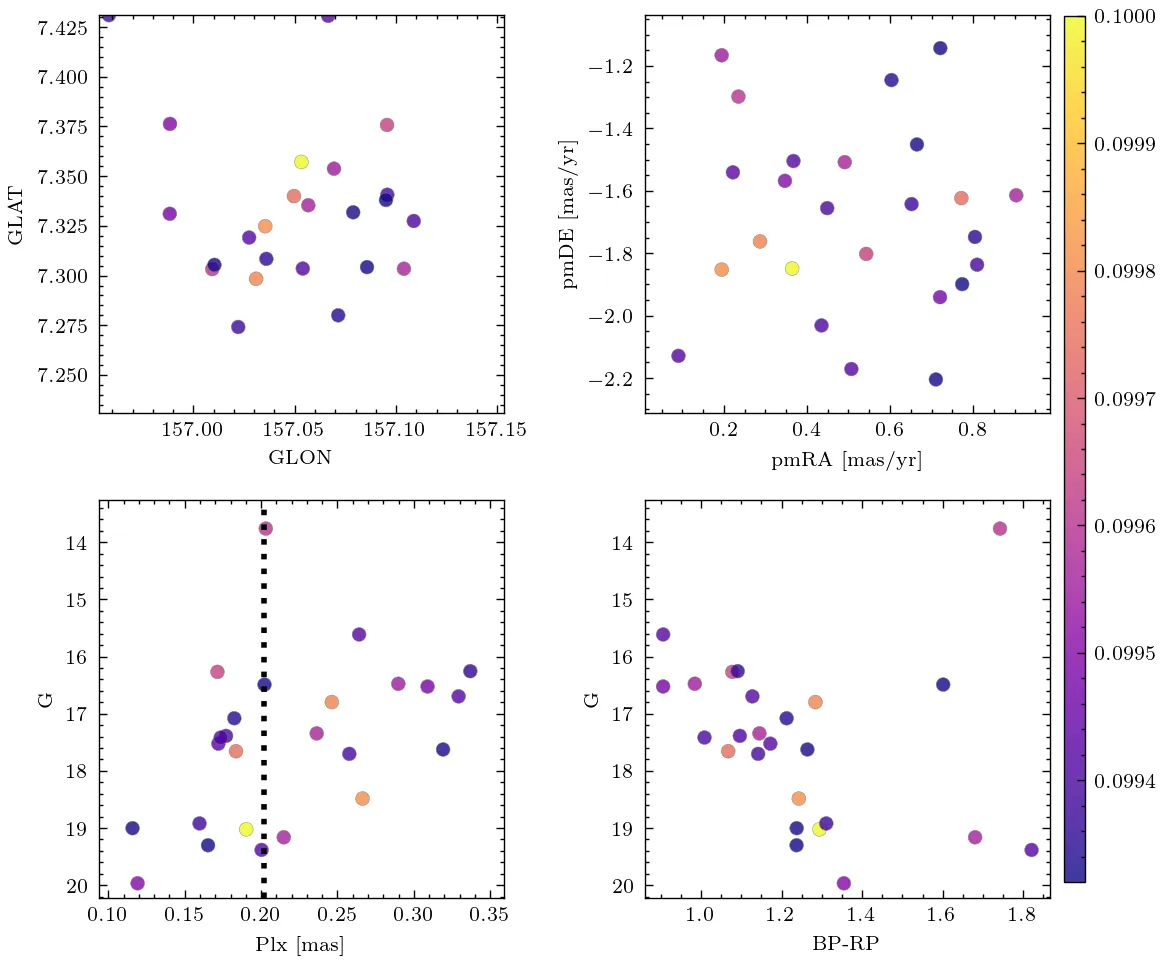 7.425
7.400
7.375
7.350
7.325
7.300
7.275
7.250
GLAT
157.00 157.05 157.10 157.15
GLON
−1.2
−1.4
−1.6
−1.8
−2.0
−2.2
pmDE [mas/yr]
0.2 0.4 0.6 0.8
pmRA [mas/yr]
14
15
16
17
18
19
20
G
0.10 0.15 0.20 0.25 0.30 0.35
Plx [mas]
14
15
16
17
18
19
20
G
1.0 1.2 1.4 1.6 1.8
BP-RP
0.1000
0.0999
0.0998
0.0997
0.0996
0.0995
0.0994